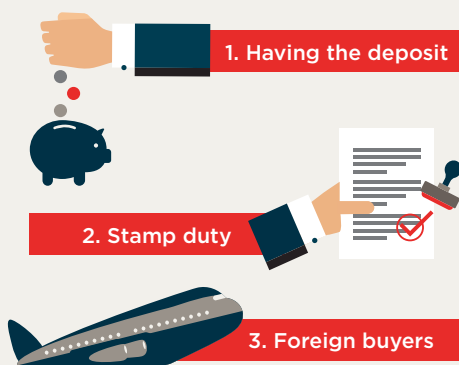 1. Having the deposit
2. Stamp duty
3. Foreign buyers